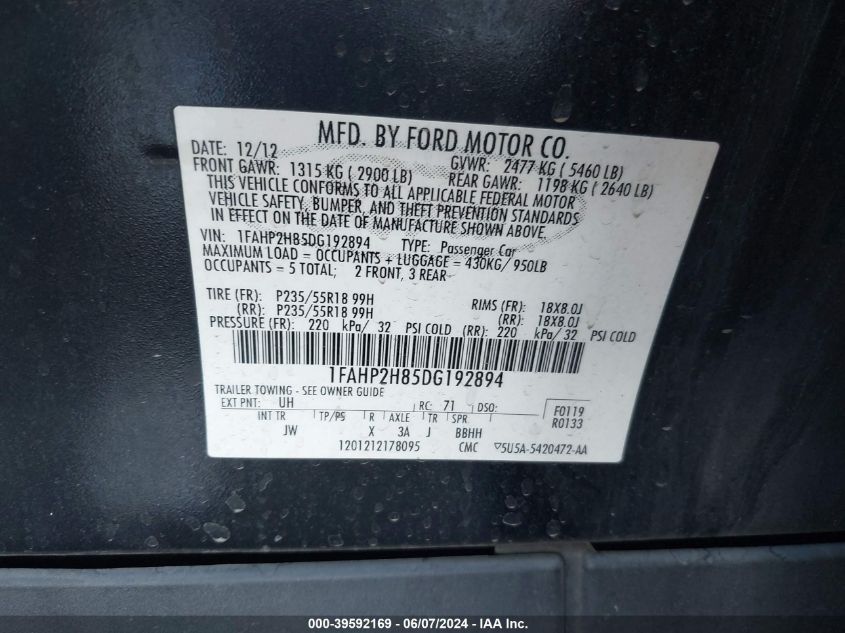 MFD. BY FORD MOTOR CO.
DATE: 12/12 GVWR: 2477 KG ( 5460 LB)
FRONT GAWR: 1315 KG ( 2900 LB) REAR GAWR: 1198 KG ( 2640 LB)
THIS VEHICLE CONFORMS TO ALL APPLICABLE FEDERAL MOTOR
VEHICLE SAFETY, BUMPER, AND THEFT PREVENTION STANDARDS
IN EFFECT ON THE DATE OF MANUFACTURE SHOWN ABOVE.
VIN: 1FAHP2H85DG192894 TYPE: Passenger Car
MAXIMUM LOAD = OCCUPANTS + LUGGAGE = 430KG/ 950LB
OCCUPANTS = 5 TOTAL; 2 FRONT, 3 REAR
TIRE (FR): P235/55R18 99H RIMS (FR): 18X8.0J
(RR): P235/55R18 99H (RR): 18X8.0J
PRESSURE (FR): 220 kPa/ 32 PSI COLD (RR): 220 kPa/ 32 PSI COLD
1FAHP2H85DG192894
TRAILER TOWING - SEE OWNER GUIDE
EXT PNT: UH RC: 71 DSO: F0119
INT TR TP/PS R AXLE TR SPR R0133
JW X 3A J BBHH
1201212178095 CMC ▽5U5A-5420472-AA
000-39592169 - 06/07/2024 - IAA Inc.